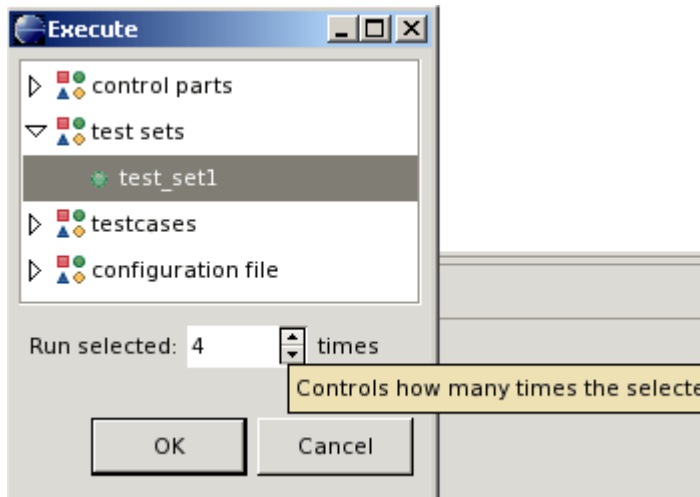 Execute
control parts
test sets
test_set1
testcases
configuration file
Run selected: 4 times
Controls how many times the
OK Cancel